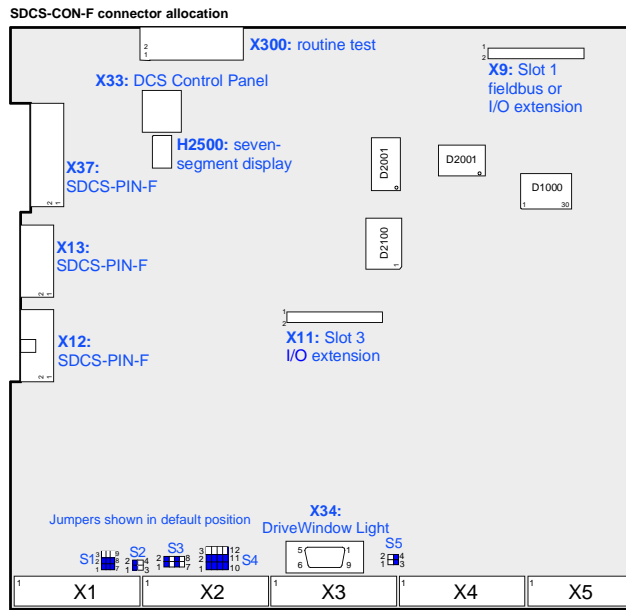 SDCS-CON-F connector allocation
2
1
X300: routine test
1
2
X9: Slot 1
fieldbus or
I/O extension
X33: DCS Control Panel
H2500: seven-
segment display
X37:
SDCS-PIN-F
2 1
D2001
D2001
D1000
1 30
X13:
SDCS-PIN-F
2 1
D2100
1
X12:
SDCS-PIN-F
2 1
1
2
X11: Slot 3
I/O extension
X34:
DriveWindow Light
5 1
6 9
Jumpers shown in default position
S1
3 9
2 8
1 7
S2
2 4
1 3
S3
2 8
1 7
3 12
2 11
1 10
S4
S5
2 4
1 3
1 X1
1 X2
1 X3
1 X4
1 X5